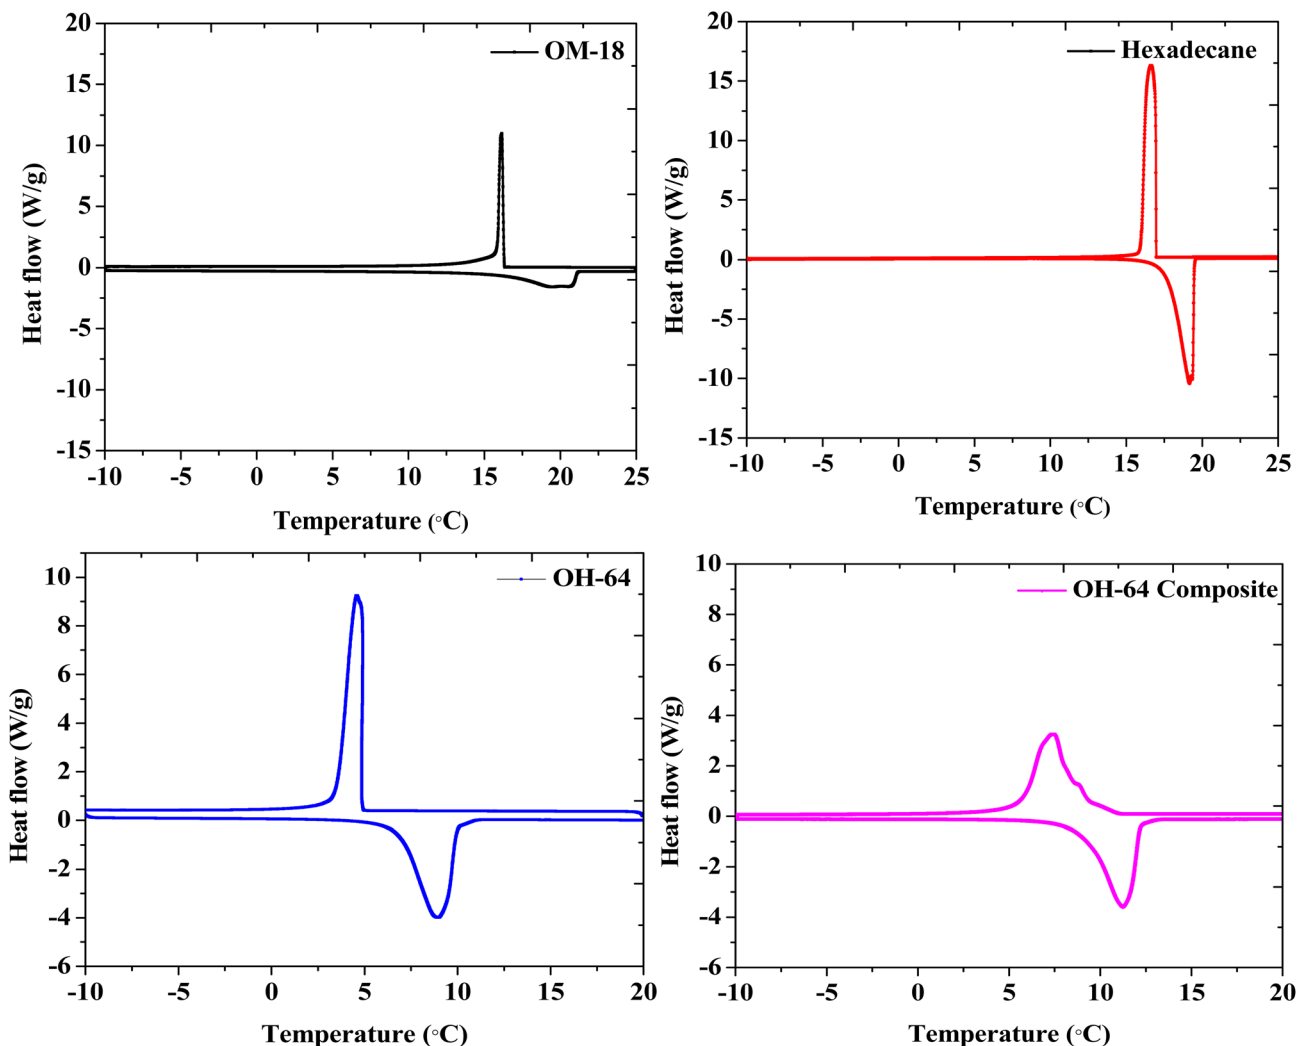 OM-18
20
15
10
5
0
-5
-10
-15
Heat flow (W/g)
-10 -5 0 5 10 15 20 25
Temperature (°C)
Hexadecane
20
15
10
5
0
-5
-10
-15
Heat flow (W/g)
-10 -5 0 5 10 15 20 25
Temperature (°C)
OH-64
10
8
6
4
2
0
-2
-4
-6
Heat flow (W/g)
-10 -5 0 5 10 15 20
Temperature (°C)
OH-64 Composite
10
8
6
4
2
0
-2
-4
-6
Heat flow (W/g)
-10 -5 0 5 10 15 20
Temperature (°C)